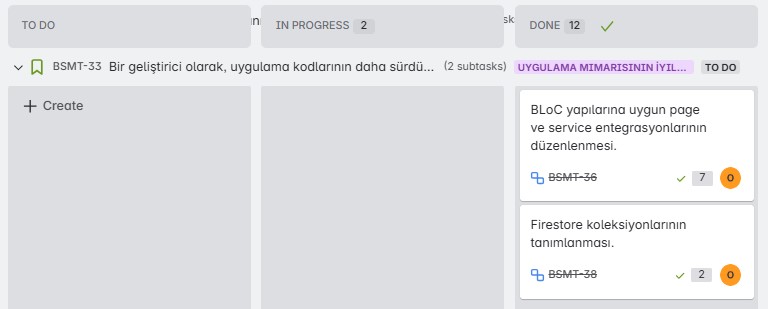 TO DO
IN PROGRESS 2
DONE 12
BSMT-33 Bir geliştirici olarak, uygulama kodlarının daha sürdü... (2 subtasks) UYGULAMA MIMARISININ İYIL... TO DO
+ Create
BLoC yapılarına uygun page
ve service entegrasyonlarının
düzenlenmesi.
BSMT-36 7 O
Firestore koleksiyonlarının
tanımlanması.
BSMT-38 2 O